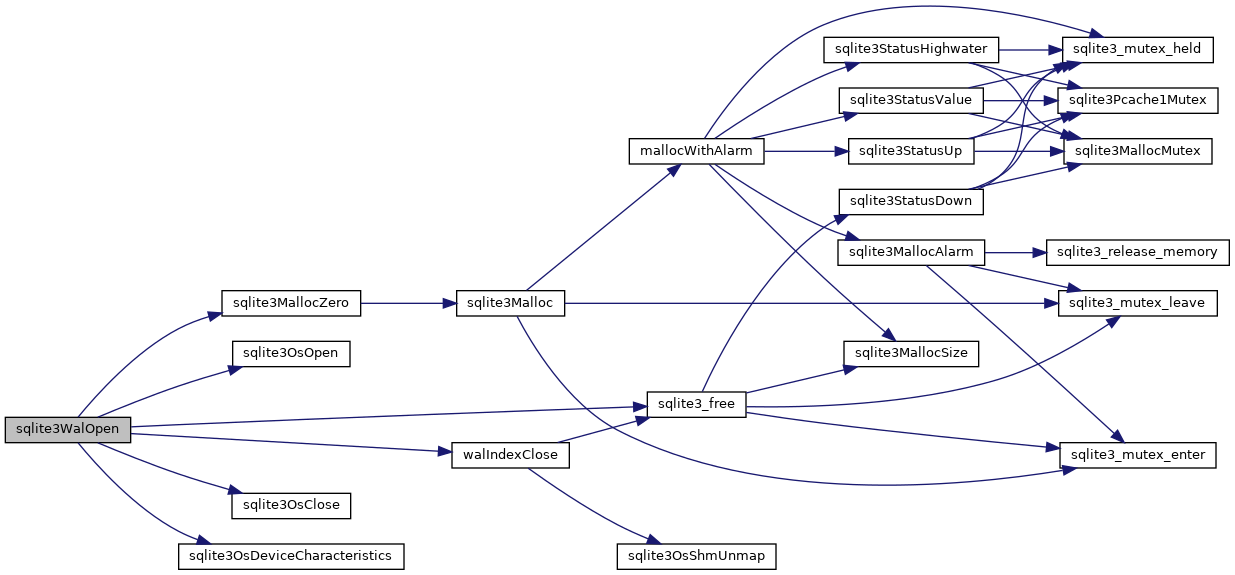 sqlite3WalOpen
sqlite3MallocZero
sqlite3OsOpen
sqlite3OsClose
sqlite3OsDeviceCharacteristics
sqlite3Malloc
walIndexClose
mallocWithAlarm
sqlite3_free
sqlite3OsShmUnmap
sqlite3StatusHighwater
sqlite3StatusValue
sqlite3StatusUp
sqlite3StatusDown
sqlite3MallocAlarm
sqlite3MallocSize
sqlite3_mutex_held
sqlite3Pcache1Mutex
sqlite3MallocMutex
sqlite3_release_memory
sqlite3_mutex_leave
sqlite3_mutex_enter